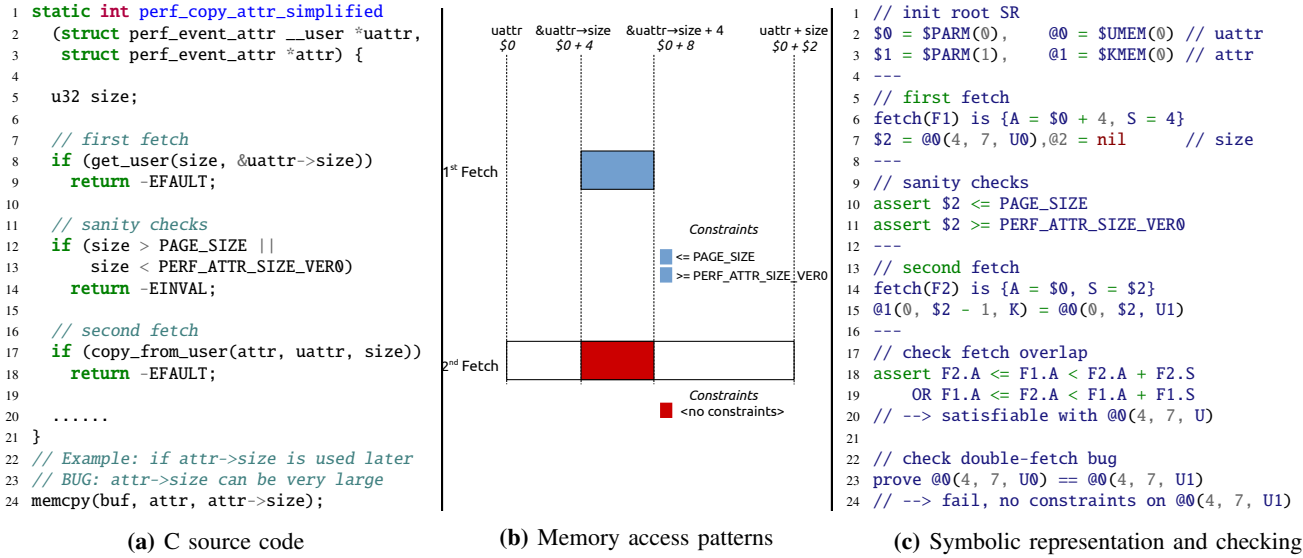 1 static int perf_copy_attr_simplified
2 (struct perf_event_attr __user *uattr,
3 struct perf_event_attr *attr) {
4
5 u32 size;
6
7 // first fetch
8 if (get_user(size, &uattr->size))
9 return -EFAULT;
10
11 // sanity checks
12 if (size > PAGE_SIZE ||
13 size < PERF_ATTR_SIZE_VER0)
14 return -EINVAL;
15
16 // second fetch
17 if (copy_from_user(attr, uattr, size))
18 return -EFAULT;
19
20 ......
21 }
22 // Example: if attr->size is used later
23 // BUG: attr->size can be very large
24 memcpy(buf, attr, attr->size);
(a) C source code
uattr &uattr→size &uattr→size + 4 uattr + size
$0 $0 + 4 $0 + 8 $0 + $2
1st Fetch
Constraints
<= PAGE_SIZE
>= PERF_ATTR_SIZE_VER0
2nd Fetch
Constraints
<no constraints>
(b) Memory access patterns
1 // init root SR
2 $0 = $PARM(0), @0 = $UMEM(0) // uattr
3 $1 = $PARM(1), @1 = $KMEM(0) // attr
4 ---
5 // first fetch
6 fetch(F1) is {A = $0 + 4, S = 4}
7 $2 = @0(4, 7, U0),@2 = nil // size
8 ---
9 // sanity checks
10 assert $2 <= PAGE_SIZE
11 assert $2 >= PERF_ATTR_SIZE_VER0
12 ---
13 // second fetch
14 fetch(F2) is {A = $0, S = $2}
15 @1(0, $2 - 1, K) = @0(0, $2, U1)
16 ---
17 // check fetch overlap
18 assert F2.A <= F1.A < F2.A + F2.S
19 OR F1.A <= F2.A < F1.A + F1.S
20 // --> satisfiable with @0(4, 7, U)
21
22 // check double-fetch bug
23 prove @0(4, 7, U0) == @0(4, 7, U1)
24 // --> fail, no constraints on @0(4, 7, U1)
(c) Symbolic representation and checking